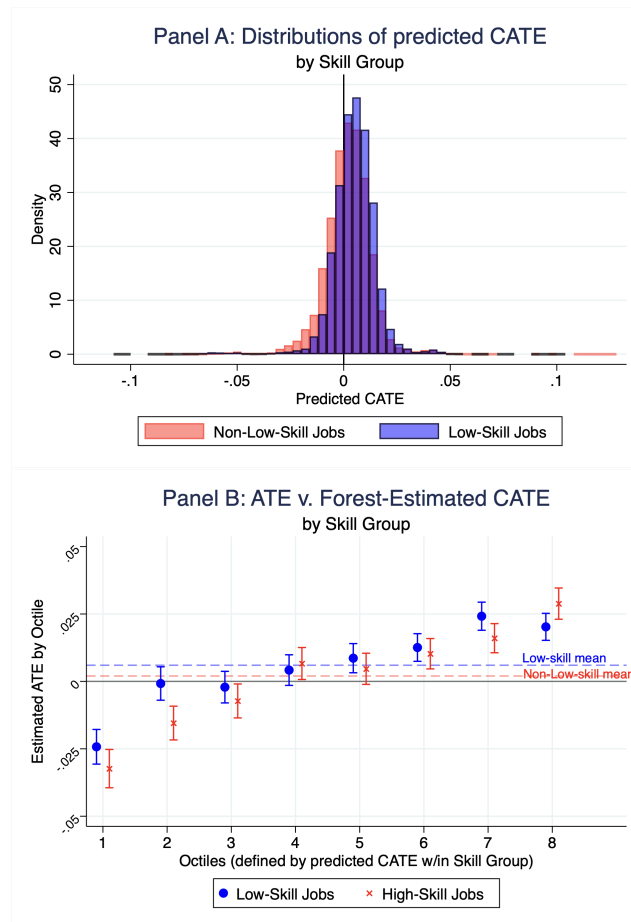 Panel A: Distributions of predicted CATE
by Skill Group
50
40
30
20
10
0
Density
-.1 -.05 0 .05 .1
Predicted CATE
Non-Low-Skill Jobs Low-Skill Jobs
Panel B: ATE v. Forest-Estimated CATE
by Skill Group
.05
.025
0
-.025
-.05
Estimated ATE by Octile
Low-skill mean
Non-Low-skill mean
1 2 3 4 5 6 7 8
Octiles (defined by predicted CATE w/in Skill Group)
Low-Skill Jobs High-Skill Jobs